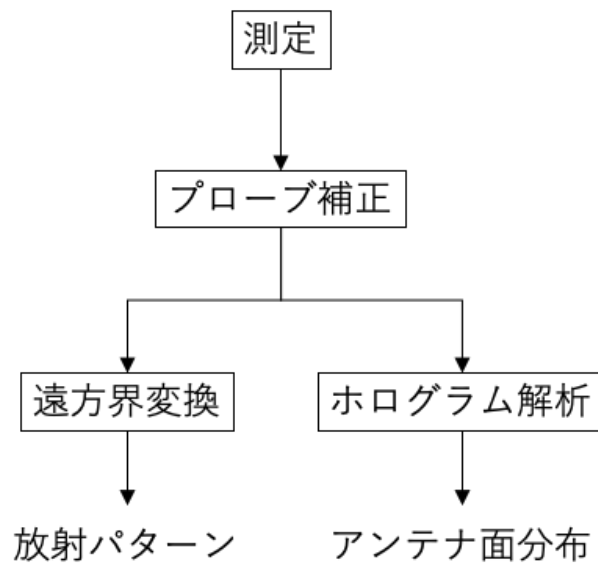 測定
プローブ補正
遠方界変換
ホログラム解析
放射パターン
アンテナ面分布